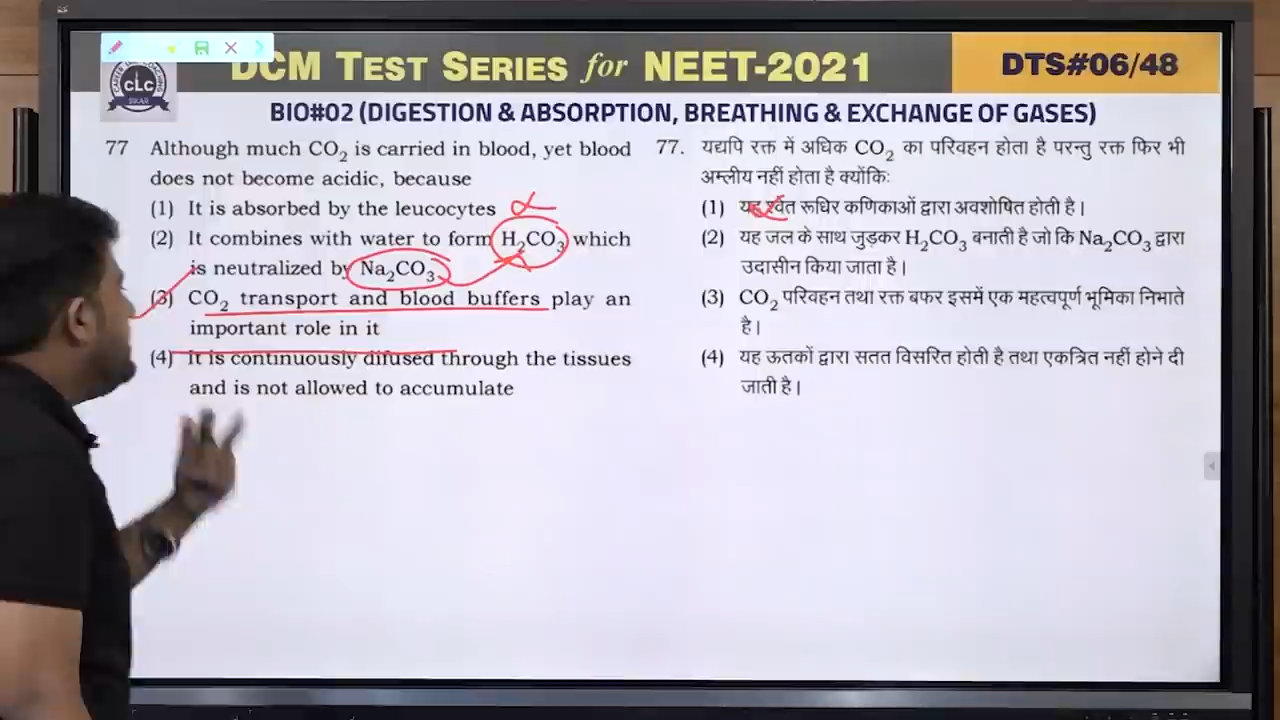 DCM TEST SERIES for NEET-2021
DTS#06/48
CLC
SIKAR
BIO#02 (DIGESTION & ABSORPTION, BREATHING & EXCHANGE OF GASES)
77 Although much CO₂ is carried in blood, yet blood
does not become acidic, because
(1) It is absorbed by the leucocytes
(2) It combines with water to form H₂CO₃ which
is neutralized by Na₂CO₃
(3) CO₂ transport and blood buffers play an
important role in it
(4) It is continuously difused through the tissues
and is not allowed to accumulate
77. यद्यपि रक्त में अधिक CO₂ का परिवहन होता है परन्तु रक्त फिर भी
अम्लीय नहीं होता है क्योंकिः
(1) यह श्वेत रूधिर कणिकाओं द्वारा अवशोषित होती है।
(2) यह जल के साथ जुड़कर H₂CO₃ बनाती है जो कि Na₂CO₃ द्वारा
उदासीन किया जाता है।
(3) CO₂ परिवहन तथा रक्त बफर इसमें एक महत्वपूर्ण भूमिका निभाते
है।
(4) यह ऊतकों द्वारा सतत विसरित होती है तथा एकत्रित नहीं होने दी
जाती है।